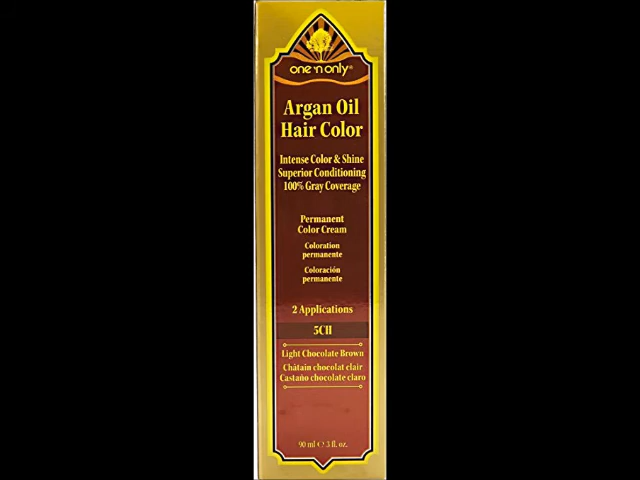 one 'n only®
Argan Oil
Hair Color
Intense Color & Shine
Superior Conditioning
100% Gray Coverage
Permanent
Color Cream
Coloration
permanente
Coloración
permanente
2 Applications
5CH
Light Chocolate Brown
Châtain chocolat clair
Castaño chocolate claro
90 ml ℮ 3 fl. oz.